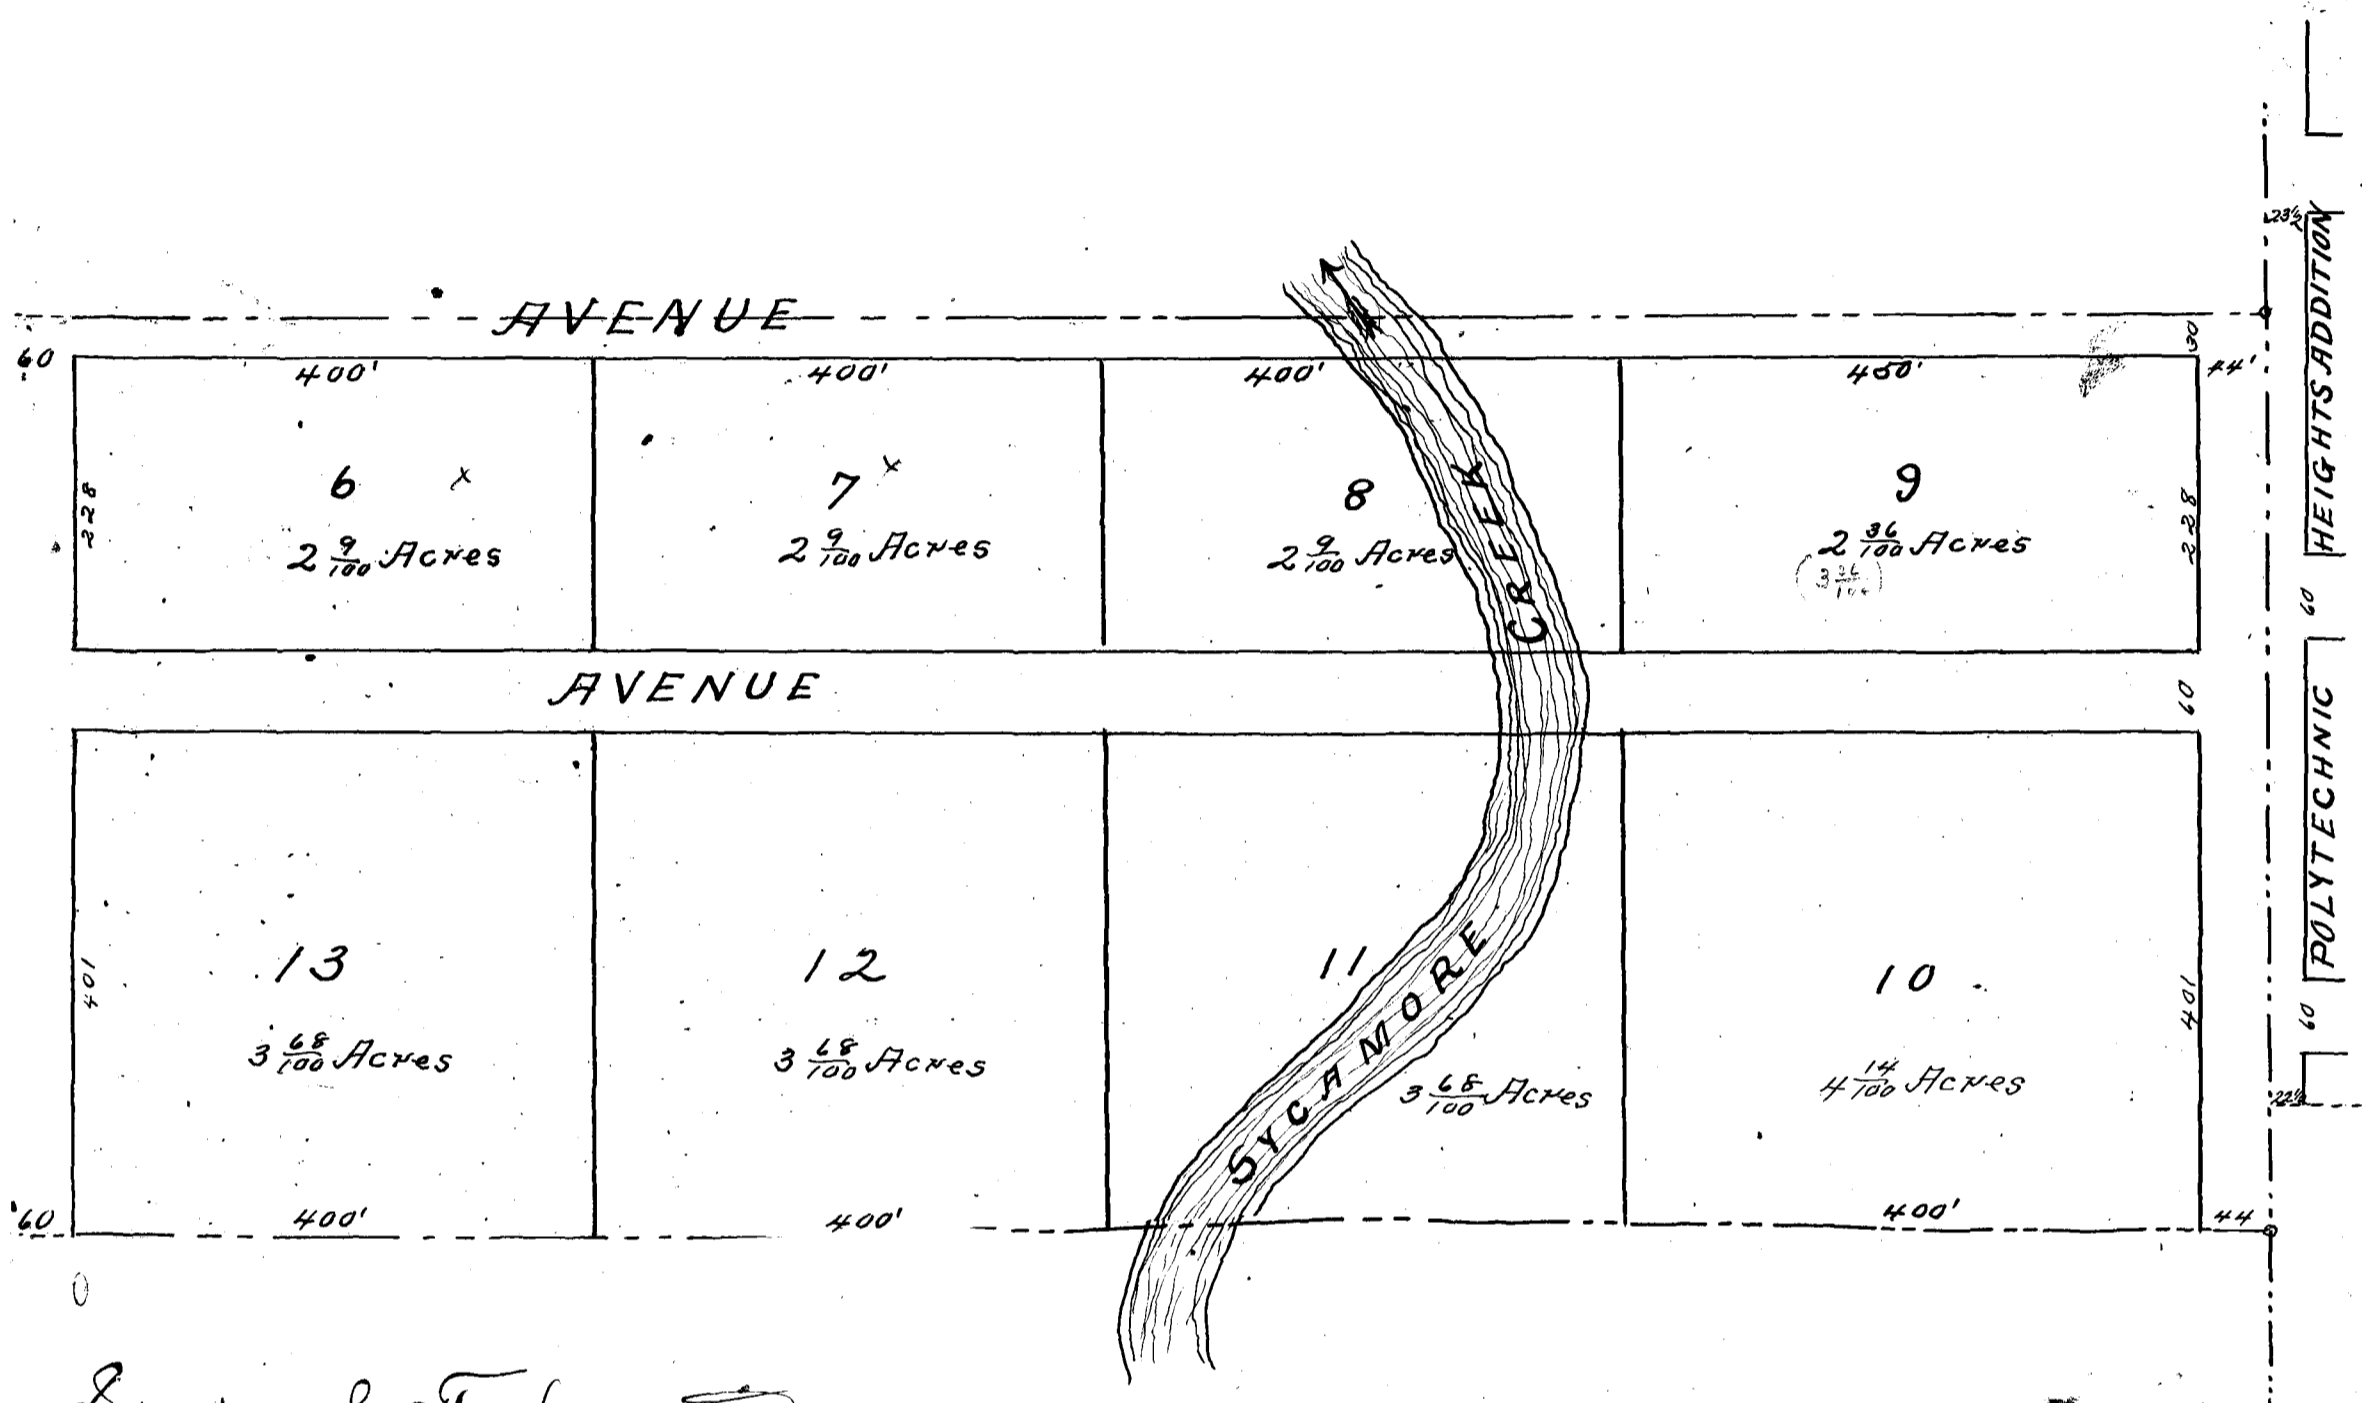 AVENUE
60
400'
400'
400'
450'
30
44'
23½
228
6 x
2 9/100 Acres
7 x
2 9/100 Acres
8
2 9/100 Acres
9
2 36/100 Acres
228
HEIGHTS ADDITION
60
AVENUE
60
POLYTECHNIC
SYCAMORE CREEK
401
13
3 68/100 Acres
12
3 68/100 Acres
11
3 68/100 Acres
10
4 14/100 Acres
401
60
22½
60
400'
400'
400'
44